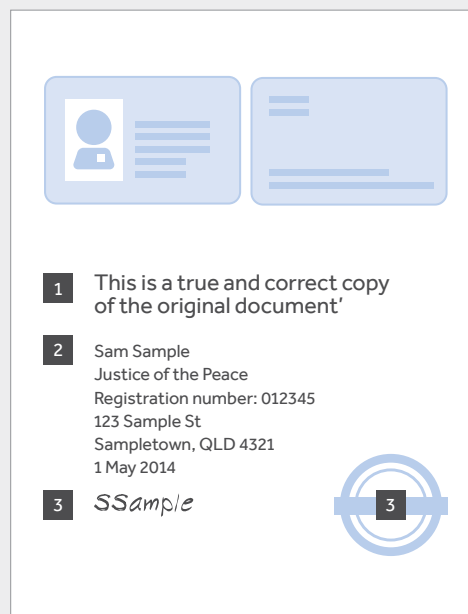 1
This is a true and correct copy
of the original document’
2
Sam Sample
Justice of the Peace
Registration number: 012345
123 Sample St
Sampletown, QLD 4321
1 May 2014
3
SSample
3